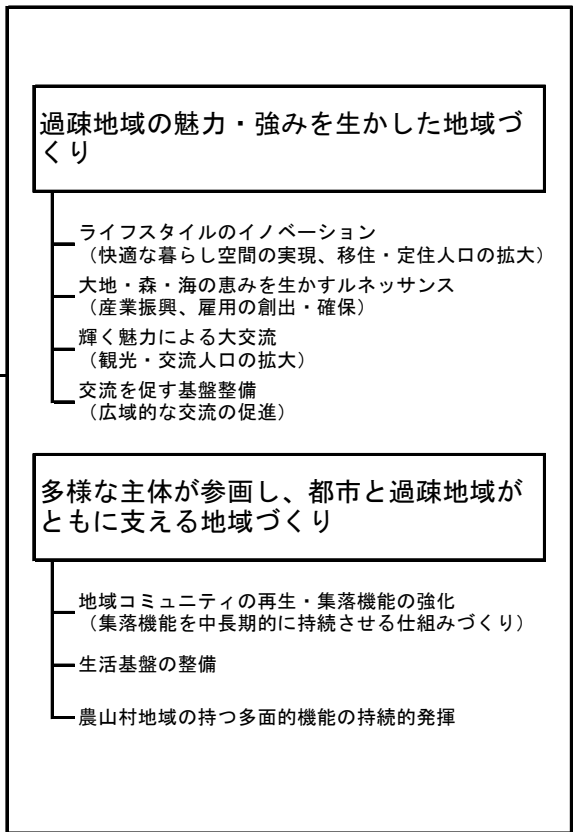 過疎地域の魅力・強みを生かした地域づ
くり
ライフスタイルのイノベーション
（快適な暮らし空間の実現、移住・定住人口の拡大）
大地・森・海の恵みを生かすルネッサンス
（産業振興、雇用の創出・確保）
輝く魅力による大交流
（観光・交流人口の拡大）
交流を促す基盤整備
（広域的な交流の促進）
多様な主体が参画し、都市と過疎地域が
ともに支える地域づくり
地域コミュニティの再生・集落機能の強化
（集落機能を中長期的に持続させる仕組みづくり）
生活基盤の整備
農山村地域の持つ多面的機能の持続的発揮